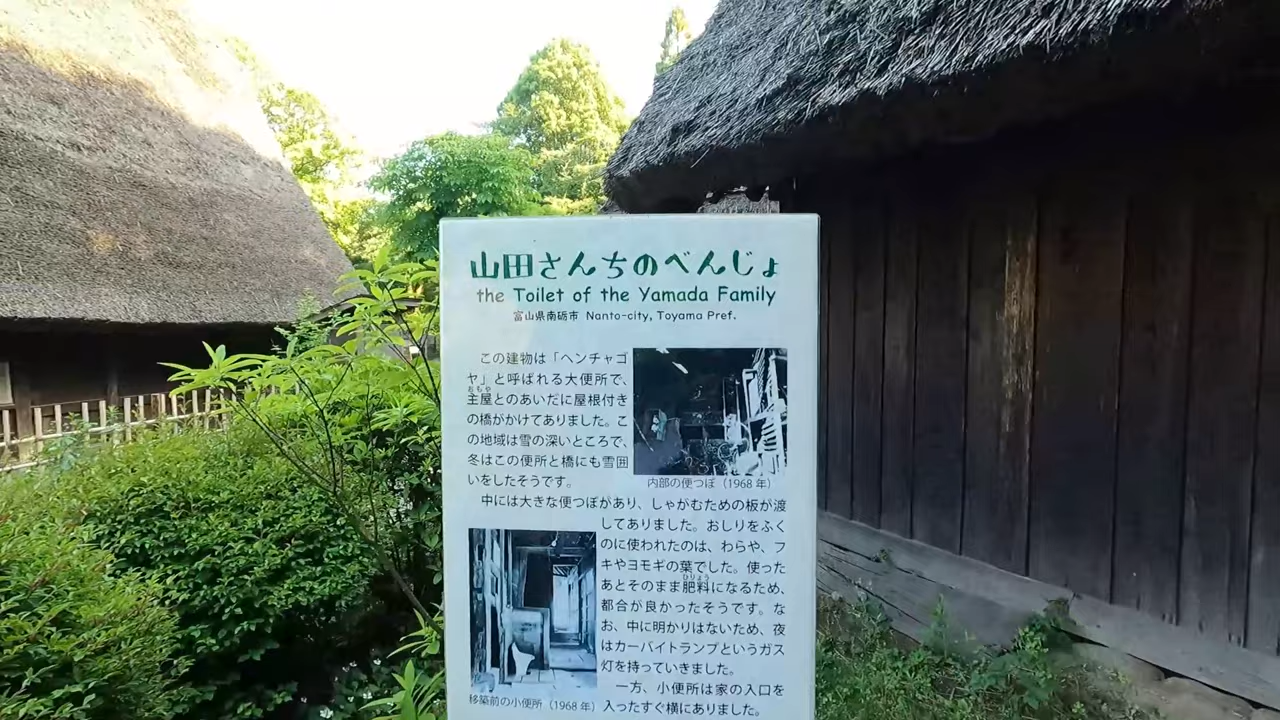 山田さんちのべんじょ
the Toilet of the Yamada Family
富山県南砺市 Nanto-city, Toyama Pref.
この建物は「ヘンチャゴ
ヤ」と呼ばれる大便所で、
主屋とのあいだに屋根付き
おもや
の橋がかけてありました。こ
の地域は雪の深いところで、
冬はこの便所と橋にも雪囲
いをしたそうです。
内部の便つぼ（1968 年）
中には大きな便つぼがあり、しゃがむための板が渡
してありました。おしりをふく
のに使われたのは、わらや、フ
キやヨモギの葉でした。使った
あとそのまま肥料になるため、
ひりょう
都合が良かったそうです。な
お、中に明かりはないため、夜
はカーバイトランプというガス
灯を持っていきました。
一方、小便所は家の入口を
入ったすぐ横にありました。
移築前の小便所（1968 年）